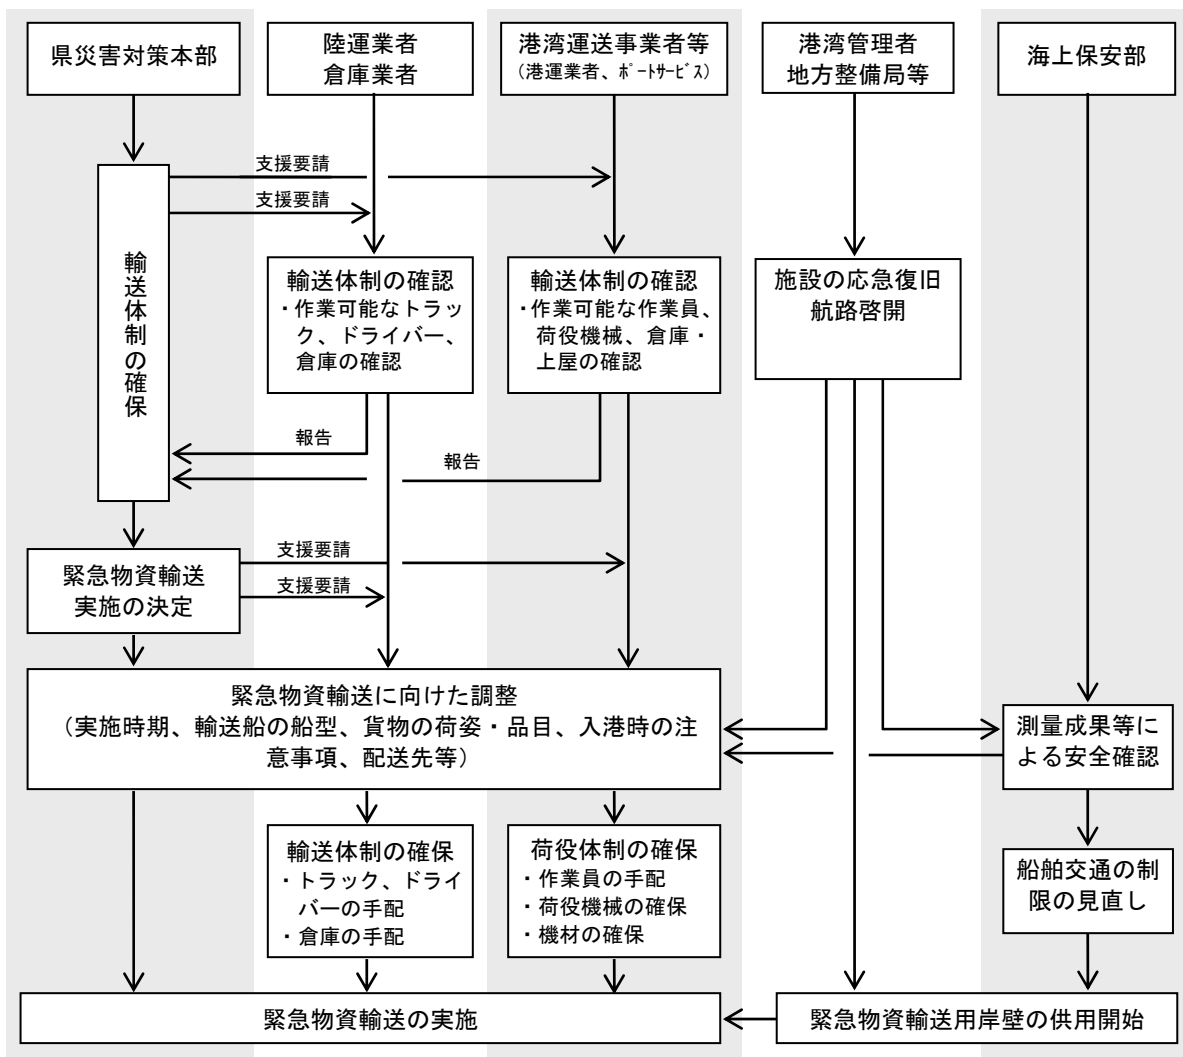 県災害対策本部
陸運業者
倉庫業者
港湾運送事業者等
（港運業者、ﾎﾟｰﾄｻｰﾋﾞｽ）
港湾管理者
地方整備局等
海上保安部
支援要請
支援要請
輸送体制の確保
輸送体制の確認
・作業可能なトラッ
ク、ドライバー、
倉庫の確認
輸送体制の確認
・作業可能な作業員、
荷役機械、倉庫・
上屋の確認
施設の応急復旧
航路啓開
報告
報告
緊急物資輸送
実施の決定
支援要請
支援要請
緊急物資輸送に向けた調整
（実施時期、輸送船の船型、貨物の荷姿・品目、入港時の注
意事項、配送先等）
測量成果等に
よる安全確認
輸送体制の確保
・トラック、ドライ
バーの手配
・倉庫の手配
荷役体制の確保
・作業員の手配
・荷役機械の確保
・機材の確保
船舶交通の制
限の見直し
緊急物資輸送の実施
緊急物資輸送用岸壁の供用開始